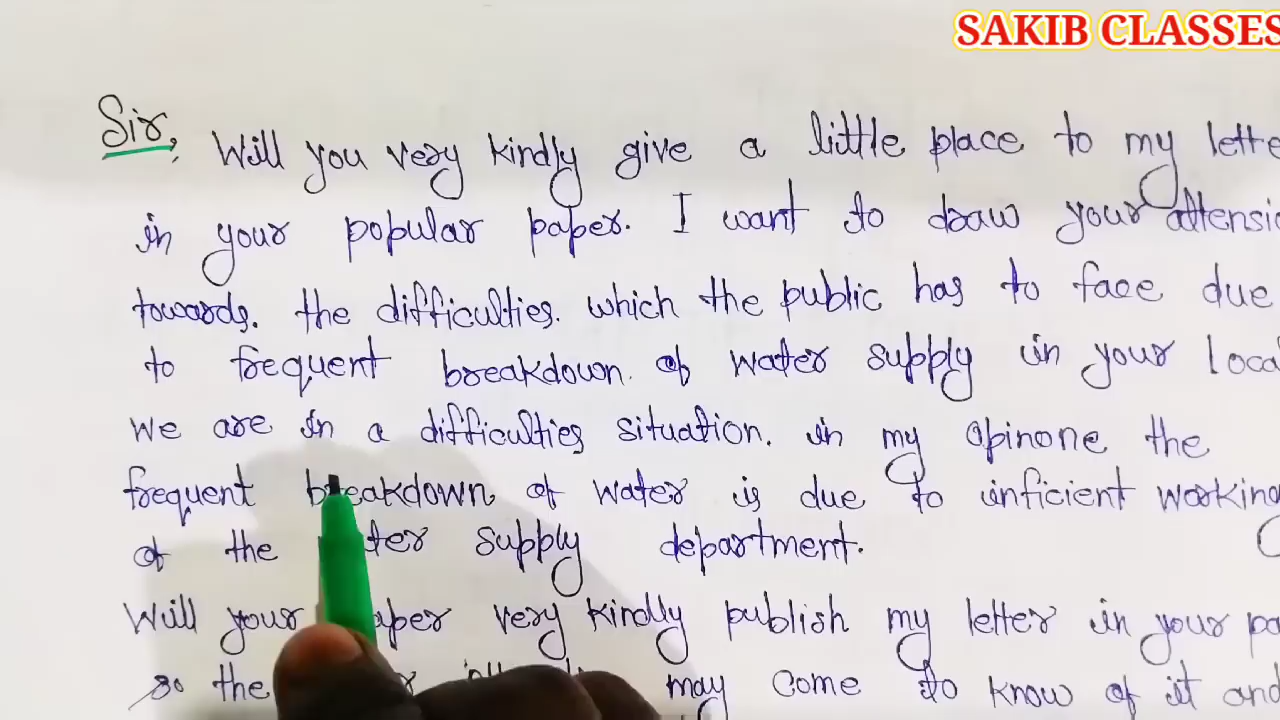 SAKIB CLASSES
Sir, Will you very kindly give a little place to my lette
in your popular paper. I want to draw your attensi
towards. the difficulties. which the public has to face due
to frequent breakdown. of water supply in your loca
We are in a difficulties situation. in my opinone the
frequent breakdown of water is due to inficient working
of the ter supply department.
Will your aper very kindly publish my letter in your pa
so the may come to know of it and